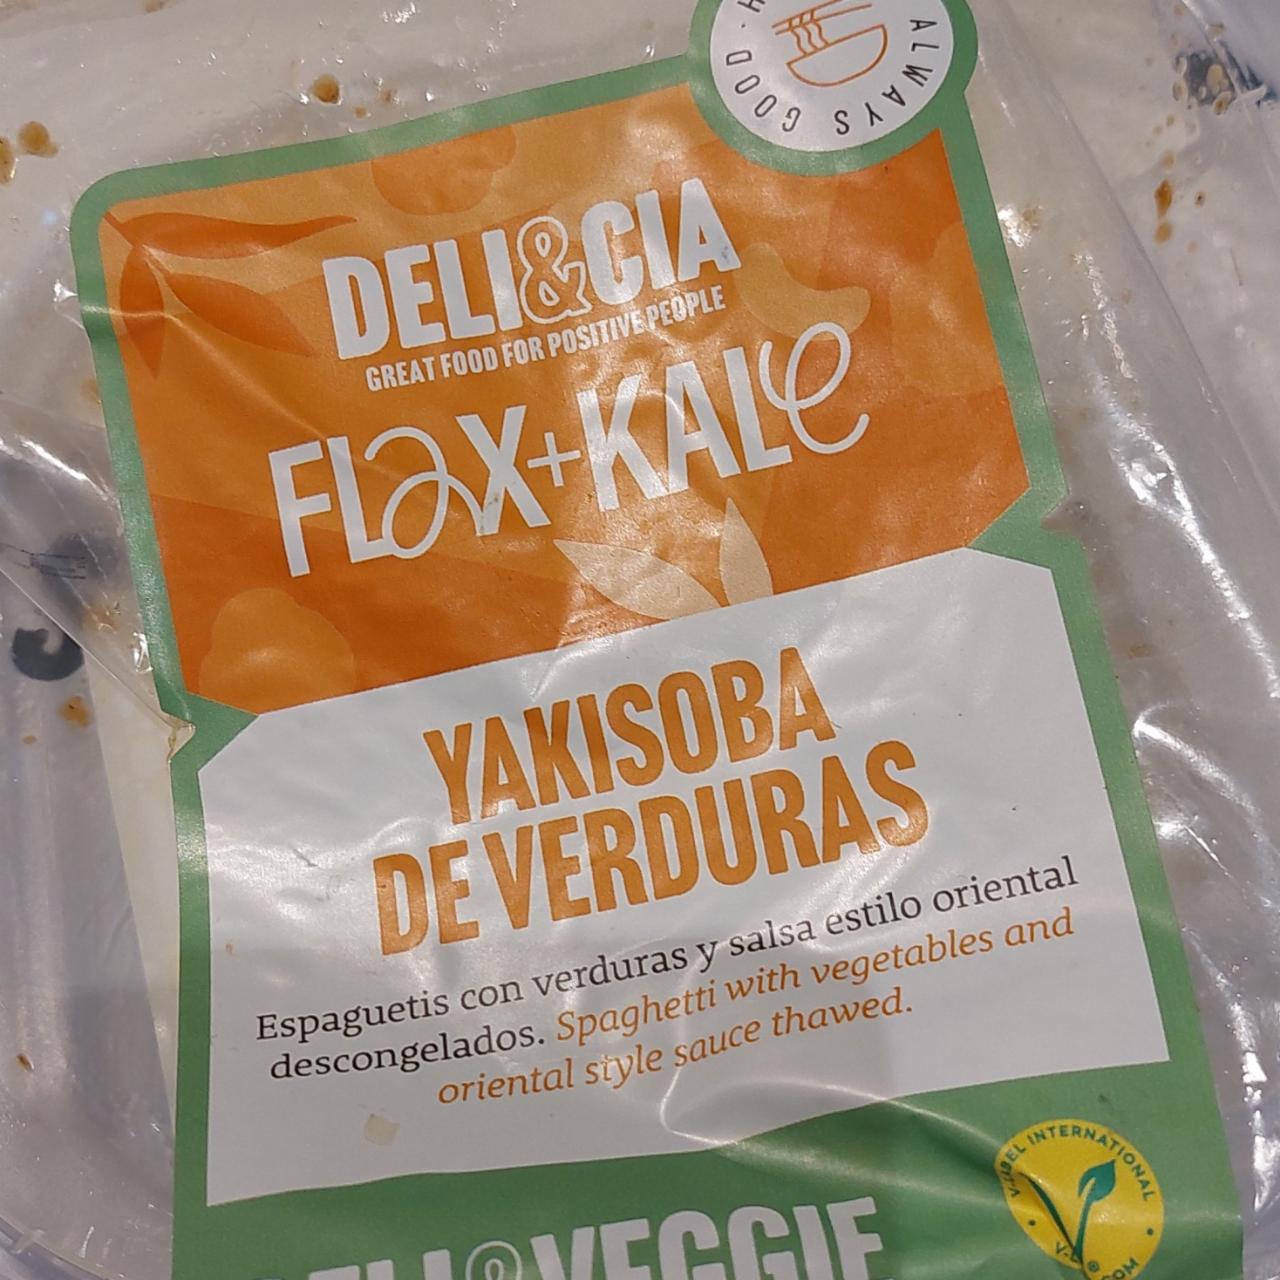 ALWAYS GOOD
DELI&CIA
GREAT FOOD FOR POSITIVE PEOPLE
FLaX+KALe
YAKISOBA
DE VERDURAS
Espaguetis con verduras y salsa estilo oriental
descongelados. Spaghetti with vegetables and
oriental style sauce thawed.
V-LABEL INTERNATIONAL
VEGGIE